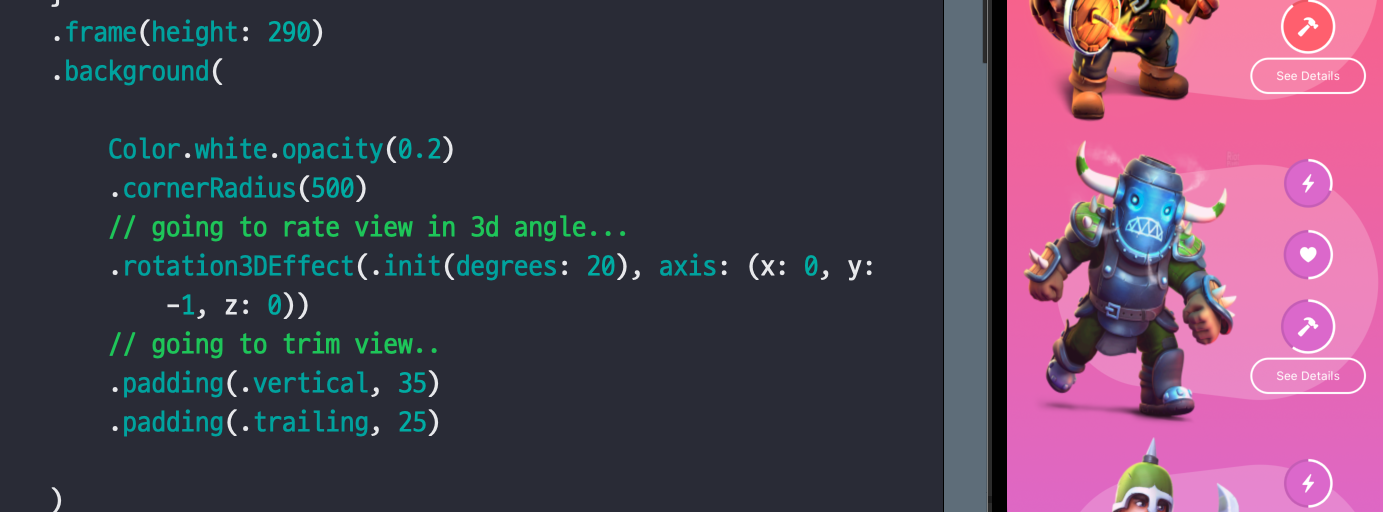 }
.frame(height: 290)
.background(
Color.white.opacity(0.2)
.cornerRadius(500)
// going to rate view in 3d angle...
.rotation3DEffect(.init(degrees: 20), axis: (x: 0, y:
-1, z: 0))
// going to trim view..
.padding(.vertical, 35)
.padding(.trailing, 25)
)
See Details
See Details